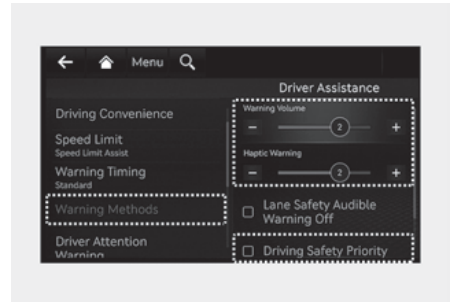 Menu
Driver Assistance
Driving Convenience
Speed Limit
Speed Limit Assist
Warning Timing
Standard
Warning Methods
Driver Attention
Warning
Warning Volume
− 2 +
Haptic Warning
− 2 +
Lane Safety Audible
Warning Off
Driving Safety Priority